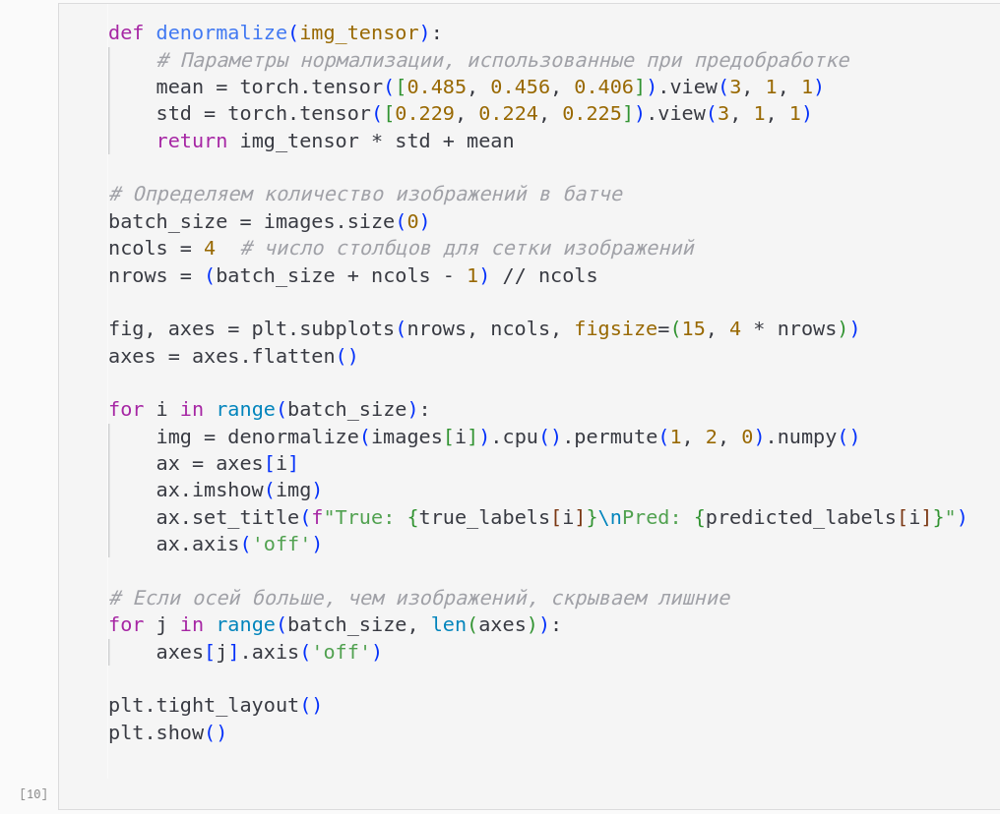 def denormalize(img_tensor):
    # Параметры нормализации, использованные при предобработке
    mean = torch.tensor([0.485, 0.456, 0.406]).view(3, 1, 1)
    std = torch.tensor([0.229, 0.224, 0.225]).view(3, 1, 1)
    return img_tensor * std + mean

# Определяем количество изображений в батче
batch_size = images.size(0)
ncols = 4  # число столбцов для сетки изображений
nrows = (batch_size + ncols - 1) // ncols

fig, axes = plt.subplots(nrows, ncols, figsize=(15, 4 * nrows))
axes = axes.flatten()

for i in range(batch_size):
    img = denormalize(images[i]).cpu().permute(1, 2, 0).numpy()
    ax = axes[i]
    ax.imshow(img)
    ax.set_title(f"True: {true_labels[i]}\nPred: {predicted_labels[i]}")
    ax.axis('off')

# Если осей больше, чем изображений, скрываем лишние
for j in range(batch_size, len(axes)):
    axes[j].axis('off')

plt.tight_layout()
plt.show()
[10]